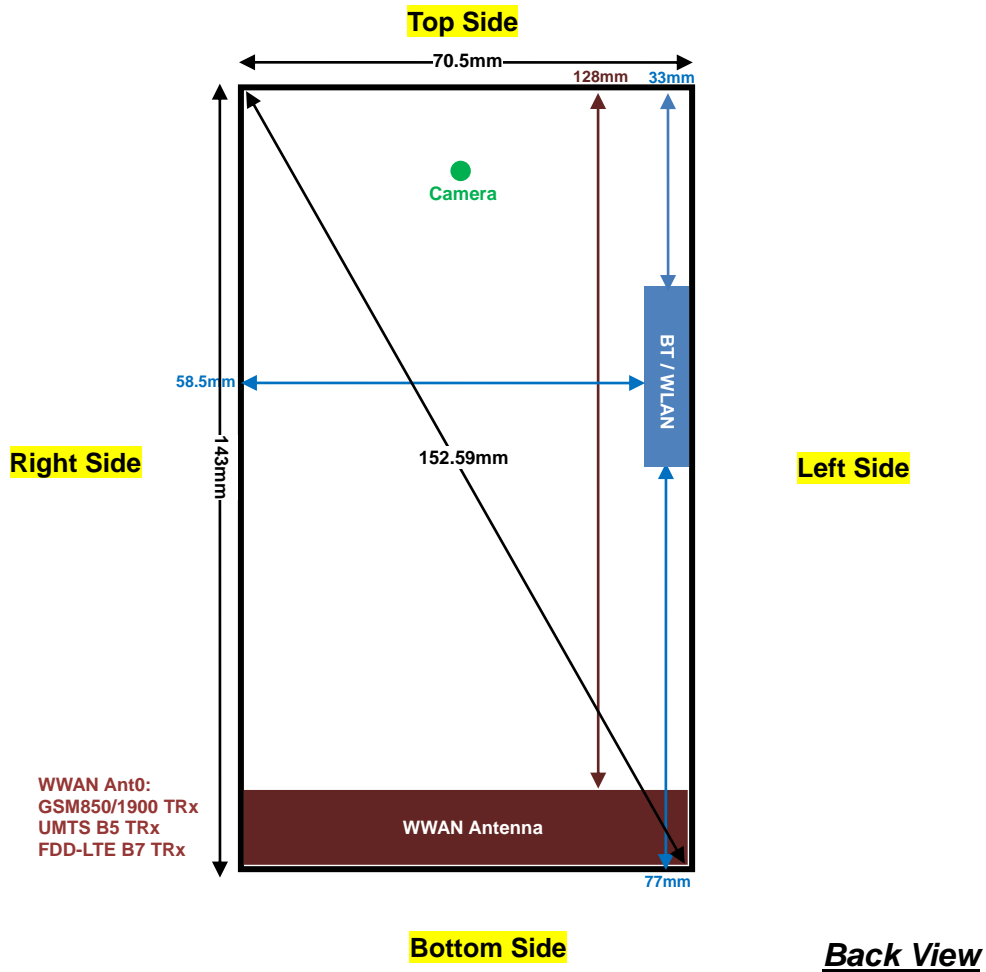 Top Side
70.5mm
128mm
33mm
Camera
BT / WLAN
58.5mm
143mm
152.59mm
Right Side
Left Side
WWAN Ant0:
GSM850/1900 TRx
UMTS B5 TRx
FDD-LTE B7 TRx
WWAN Antenna
77mm
Bottom Side
Back View